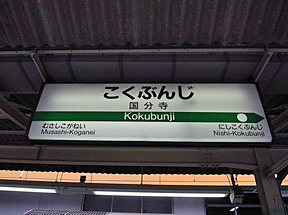 こくぶんじ
国分寺
Kokubunji
むさしこがねい
Musashi-Koganei
にしこくぶんじ
Nishi-Kokubunji